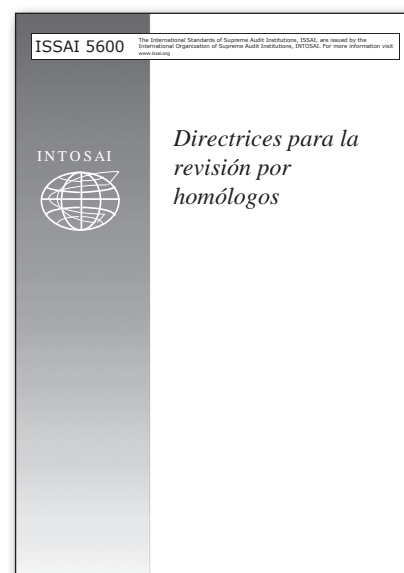 ISSAI 5600
The International Standards of Supreme Audit Institutions, ISSAI, are issued by the
International Organization of Supreme Audit Institutions, INTOSAI. For more information visit
www.issai.org
INTOSAI
Directrices para la
revisión por
homólogos